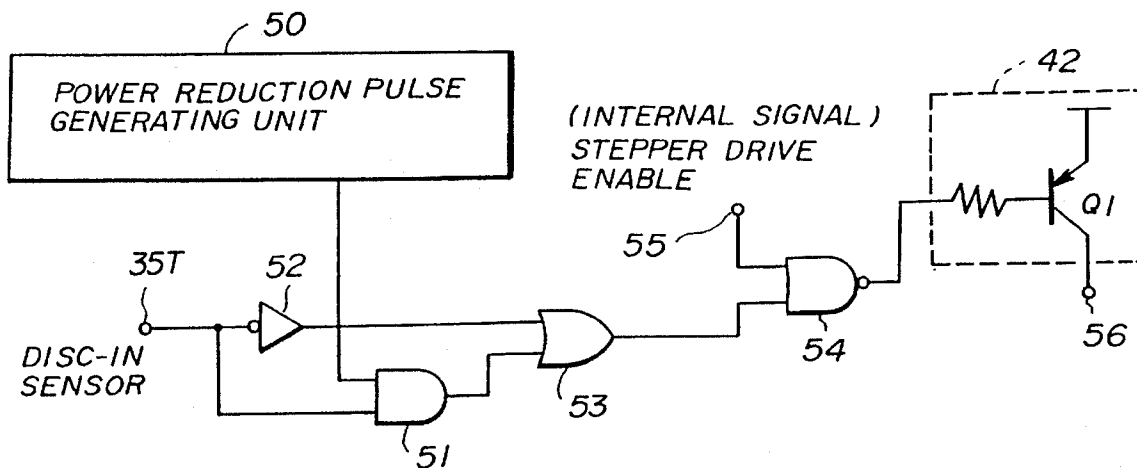 50
POWER REDUCTION PULSE
GENERATING UNIT
42
(INTERNAL SIGNAL)
STEPPER DRIVE
ENABLE
Q1
55
35T
52
56
54
DISC-IN
SENSOR
53
51